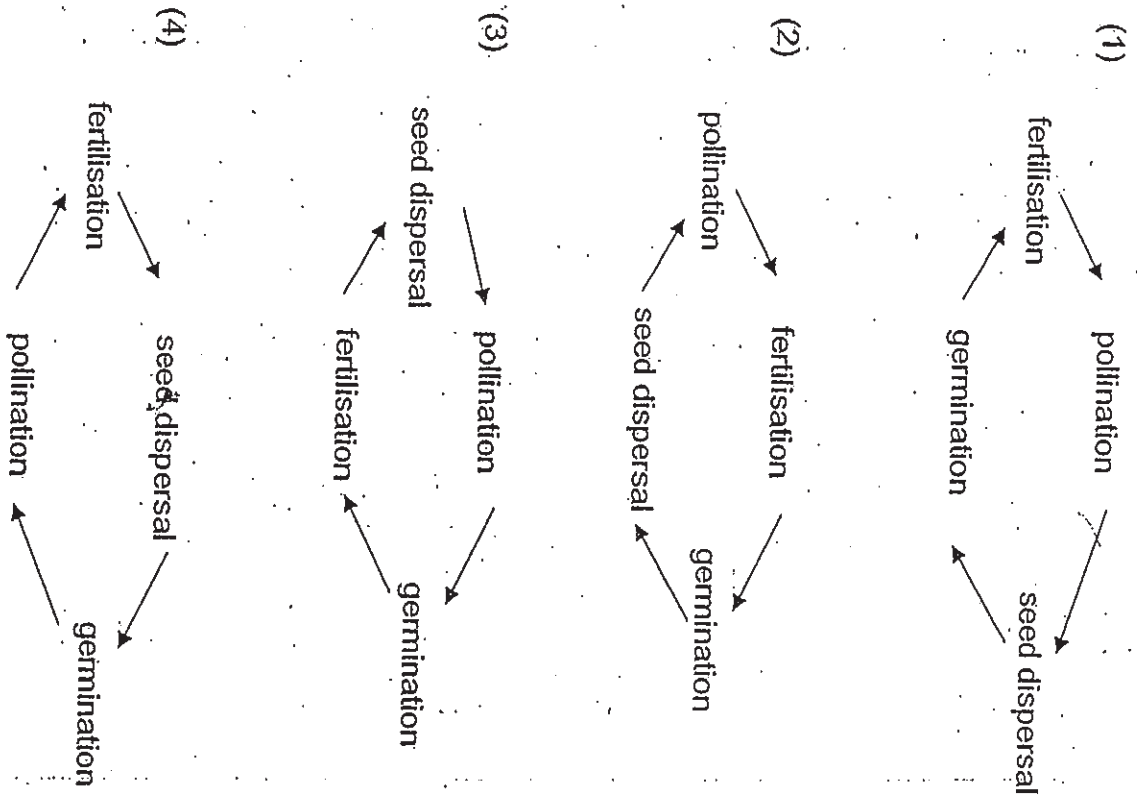 (1)
pollination
fertilisation
seed dispersal
germination
(2)
fertilisation
pollination
germination
seed dispersal
(3)
pollination
seed dispersal
germination
fertilisation
(4)
seed dispersal
fertilisation
germination
pollination